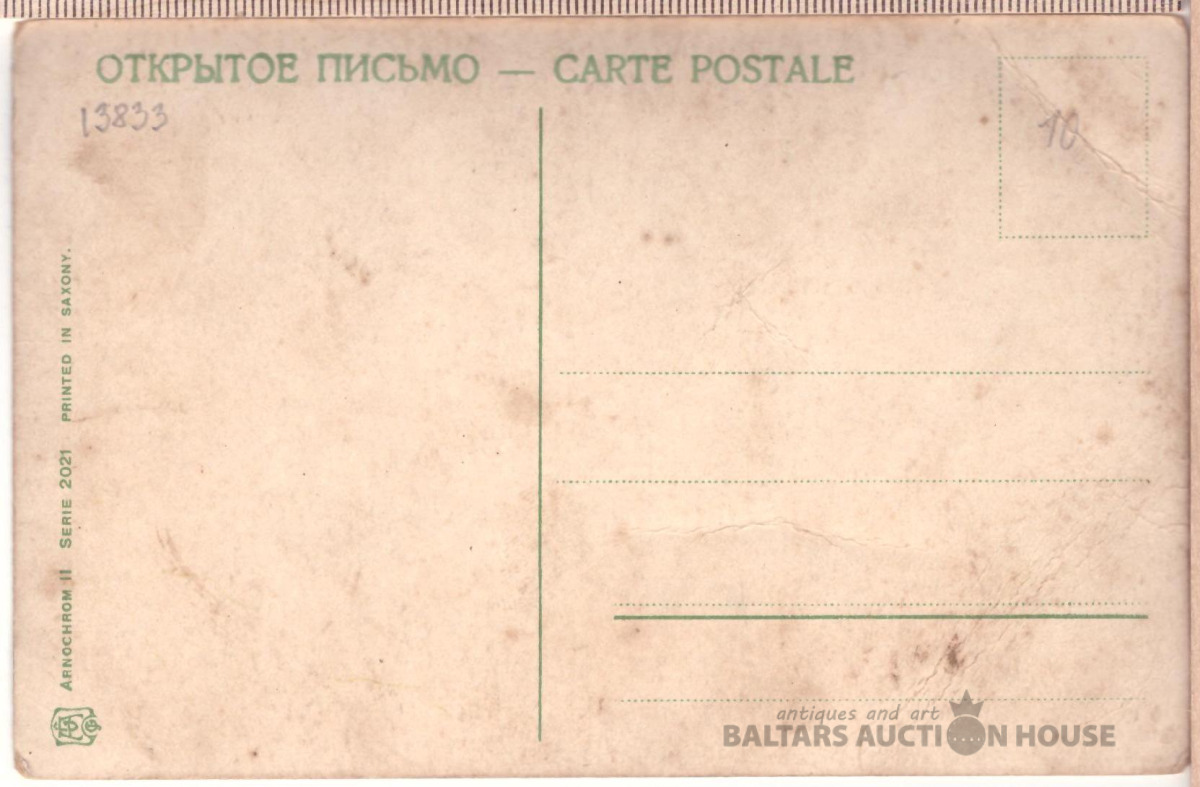 ОТКРЫТОЕ ПИСЬМО — CARTE POSTALE
13833
10
ARNOCHROM II SERIE 2021 PRINTED IN SAXONY.
antiques and art
BALTARS AUCTION HOUSE